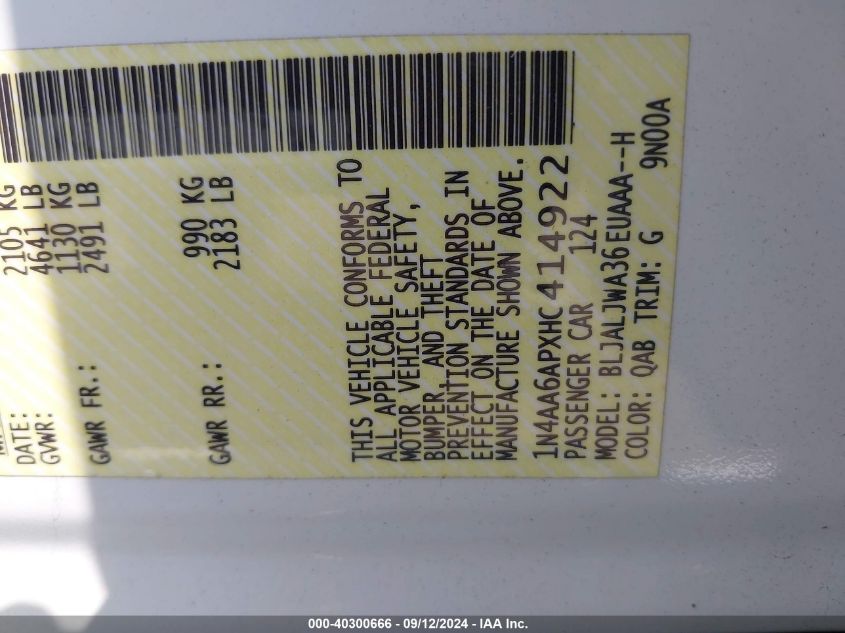 DATE:
GVWR: 2105 KG
4641 LB
GAWR FR.: 1130 KG
2491 LB
GAWR RR.: 990 KG
2183 LB
THIS VEHICLE CONFORMS TO
ALL APPLICABLE FEDERAL
MOTOR VEHICLE SAFETY,
BUMPER, AND THEFT
PREVENTION STANDARDS IN
EFFECT ON THE DATE OF
MANUFACTURE SHOWN ABOVE.
1N4AA6APXHC414922
PASSENGER CAR 124
MODEL: BLJALJWA36EUAAA--H
COLOR: QAB TRIM: G 9N00A
000-40300666 - 09/12/2024 - IAA Inc.